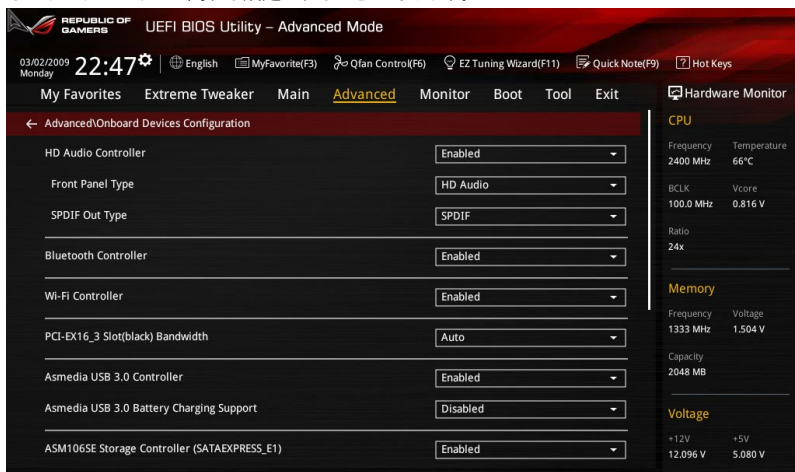 REPUBLIC OF
GAMERS
UEFI BIOS Utility – Advanced Mode
03/02/2009
Monday
22:47
English
MyFavorite(F3)
Qfan Control(F6)
EZ Tuning Wizard(F11)
Quick Note(F9)
? Hot Keys
My Favorites
Extreme Tweaker
Main
Advanced
Monitor
Boot
Tool
Exit
Advanced\Onboard Devices Configuration
HD Audio Controller Enabled
Front Panel Type HD Audio
SPDIF Out Type SPDIF
Bluetooth Controller Enabled
Wi-Fi Controller Enabled
PCI-EX16_3 Slot(black) Bandwidth Auto
Asmedia USB 3.0 Controller Enabled
Asmedia USB 3.0 Battery Charging Support Disabled
ASM106SE Storage Controller (SATAEXPRESS_E1) Enabled
Hardware Monitor
CPU
Frequency Temperature
2400 MHz 66°C
BCLK Vcore
100.0 MHz 0.816 V
Ratio
24x
Memory
Frequency Voltage
1333 MHz 1.504 V
Capacity
2048 MB
Voltage
+12V +5V
12.096 V 5.080 V